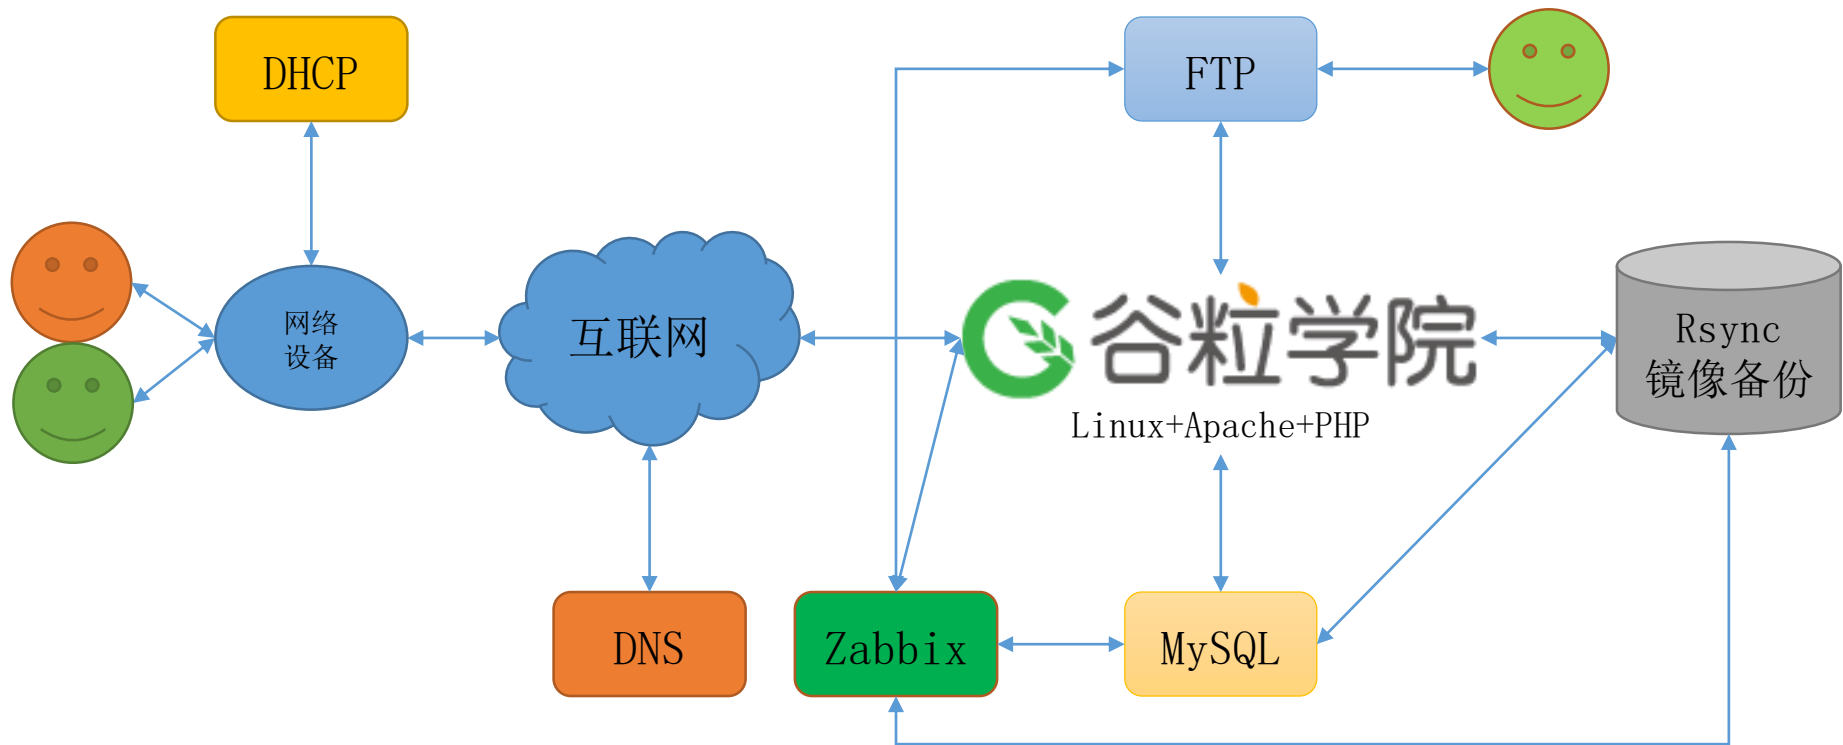 DHCP
FTP
网络
设备
互联网
谷粒学院
Linux+Apache+PHP
Rsync
镜像备份
DNS
Zabbix
MySQL